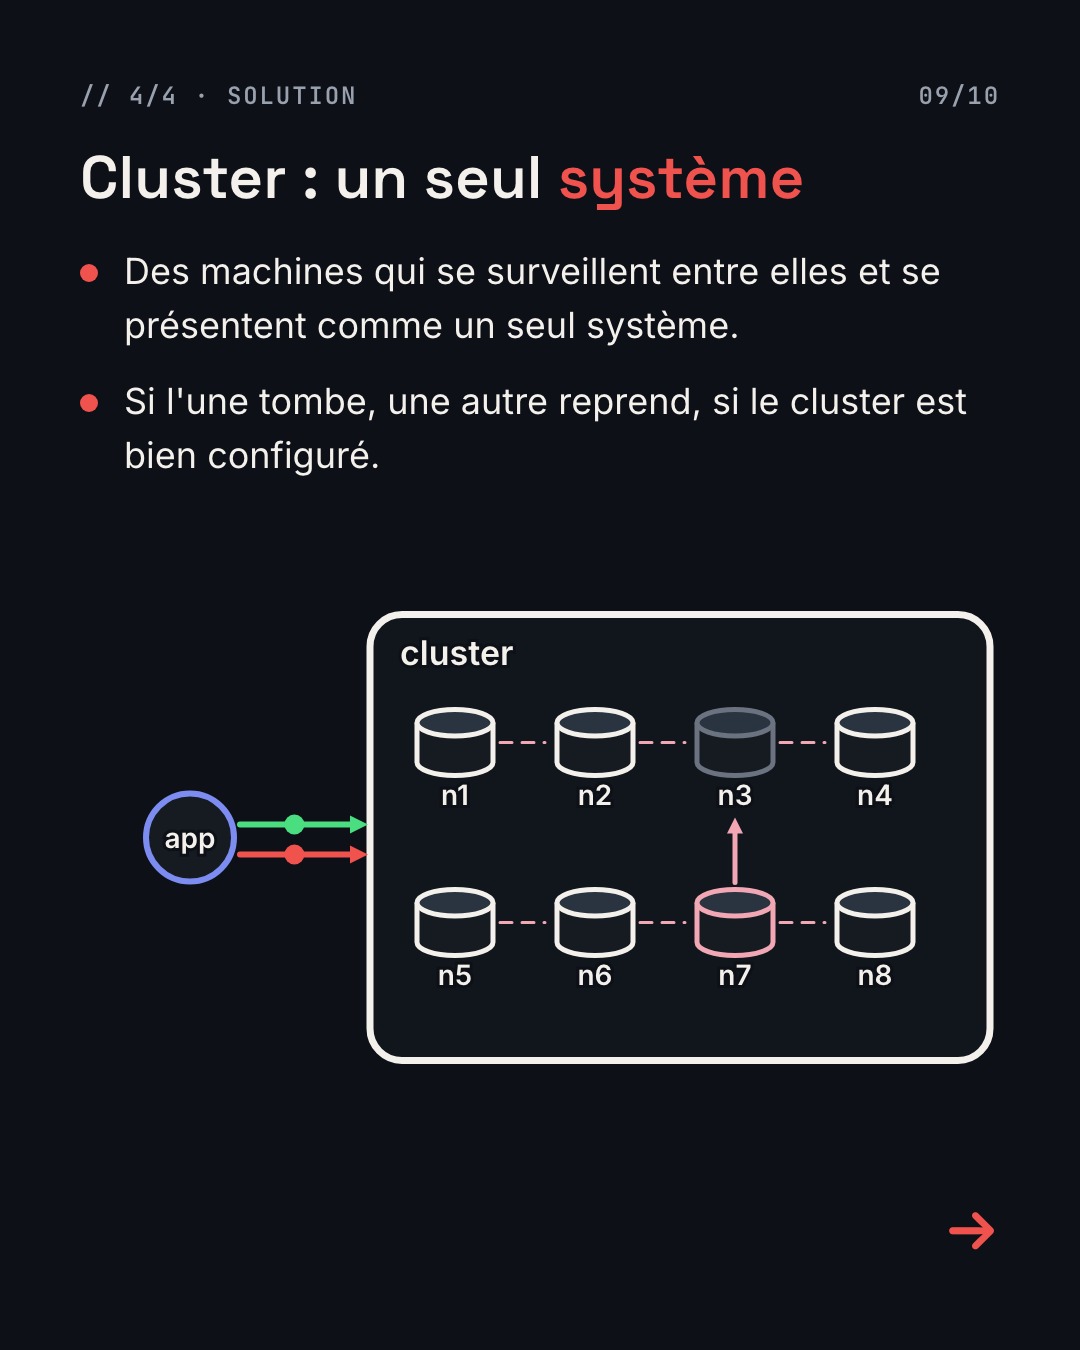 // 4/4 · SOLUTION
09/10
Cluster : un seul système
Des machines qui se surveillent entre elles et se
présentent comme un seul système.
Si l'une tombe, une autre reprend, si le cluster est
bien configuré.
cluster
n1 n2 n3 n4
app
n5 n6 n7 n8